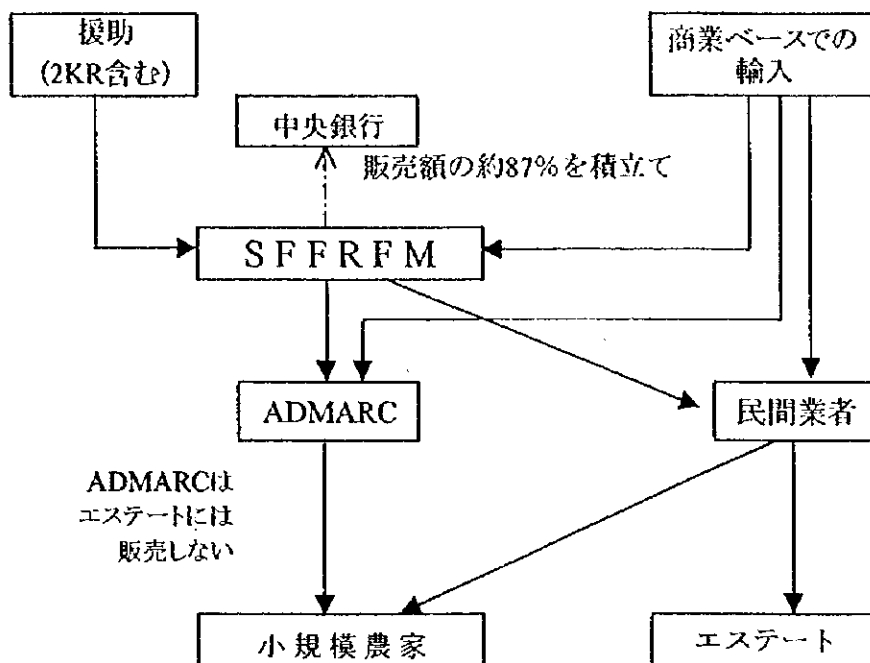 援助
(2KR含む)
商業ベースでの
輸入
中央銀行
販売額の約87%を積立て
SFFRFM
ADMARC
民間業者
ADMARCは
エステートには
販売しない
小規模農家
エステート